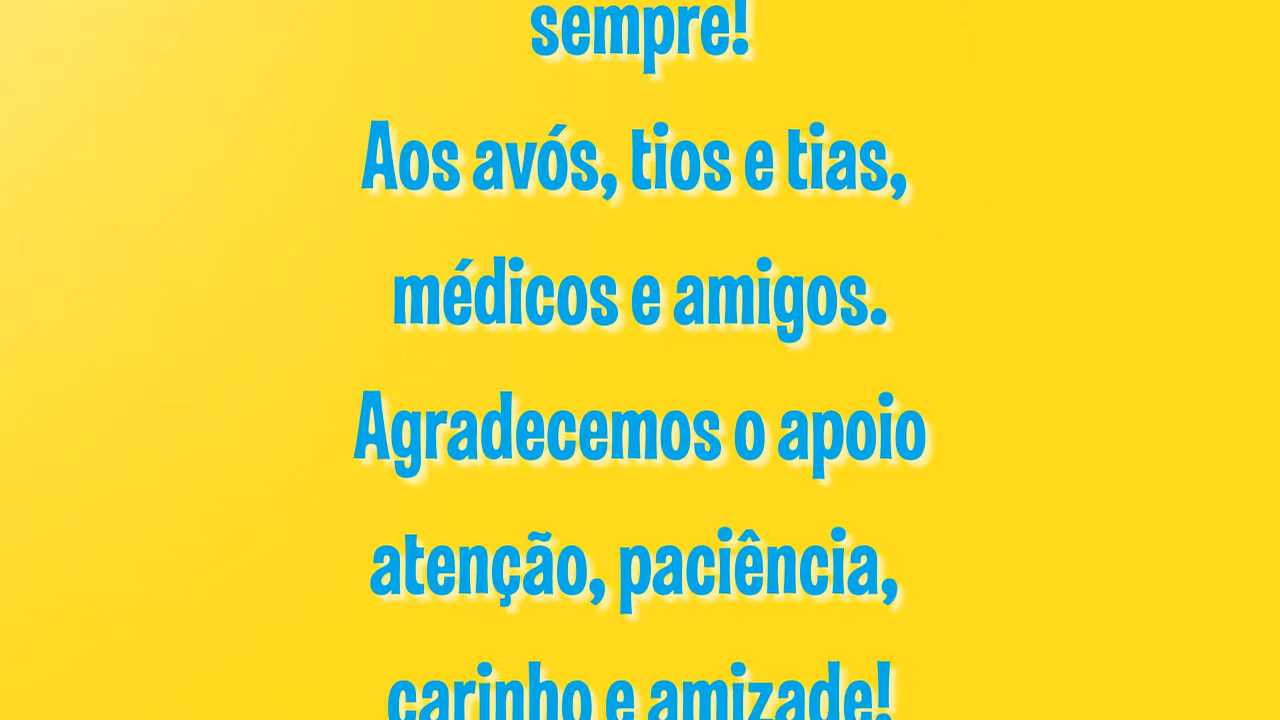 sempre!
Aos avós, tios e tias,
médicos e amigos.
Agradecemos o apoio
atenção, paciência,
carinho e amizade!